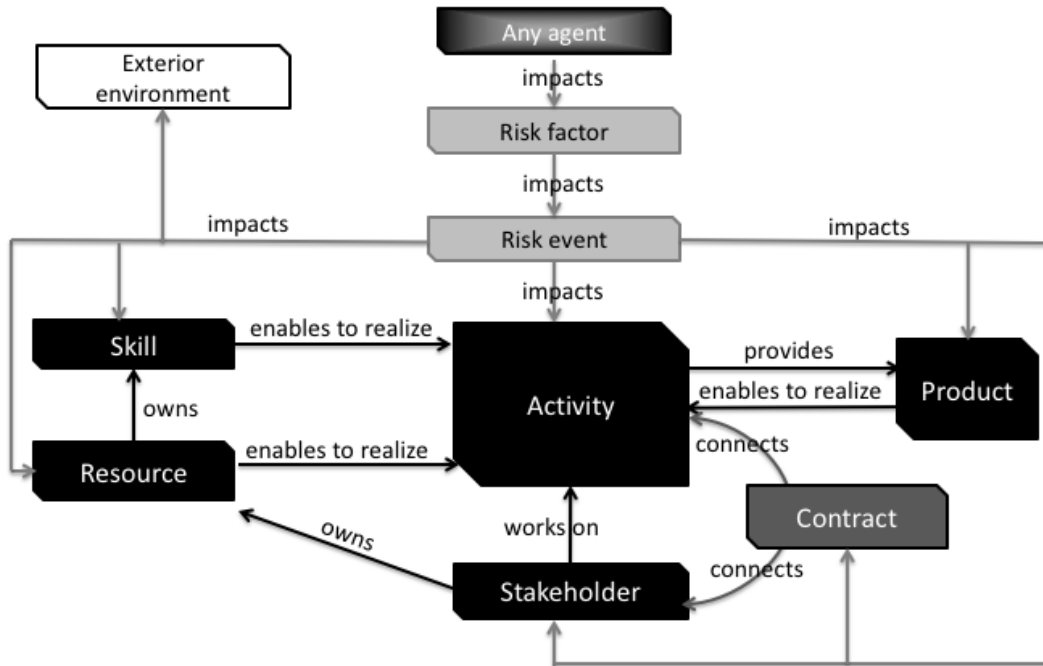 Any agent
Exterior
environment
impacts
Risk factor
impacts
impacts
Risk event
impacts
impacts
Skill
enables to realize
Activity
provides
enables to realize
Product
owns
Resource
enables to realize
connects
Contract
owns
works on
connects
Stakeholder